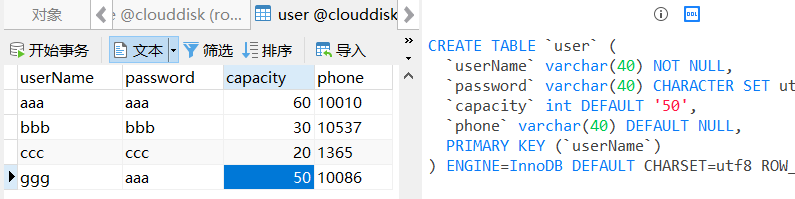 对象
e @clouddisk (ro...
user @clouddisk
开始事务 文本 筛选 排序 导入
userName password capacity phone
aaa aaa 60 10010
bbb bbb 30 10537
ccc ccc 20 1365
ggg aaa 50 10086
DDL
CREATE TABLE `user` (
`userName` varchar(40) NOT NULL,
`password` varchar(40) CHARACTER SET ut
`capacity` int DEFAULT '50',
`phone` varchar(40) DEFAULT NULL,
PRIMARY KEY (`userName`)
) ENGINE=InnoDB DEFAULT CHARSET=utf8 ROW_